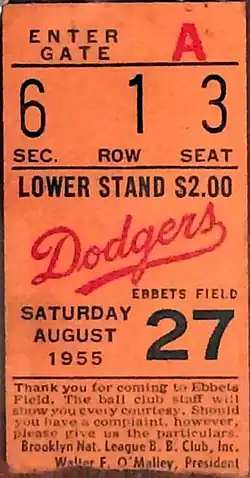 ENTER A
GATE
6 1 3
SEC. ROW SEAT
LOWER STAND $2.00
Dodgers
EBBETS FIELD
SATURDAY
AUGUST 27
1955
Thank you for coming to Ebbets
Field. The ball club staff will
show you every courtesy. Should
you have a complaint, however,
please give us the particulars.
Brooklyn Nat. League B. B. Club, Inc.
Walter F. O'Malley, President